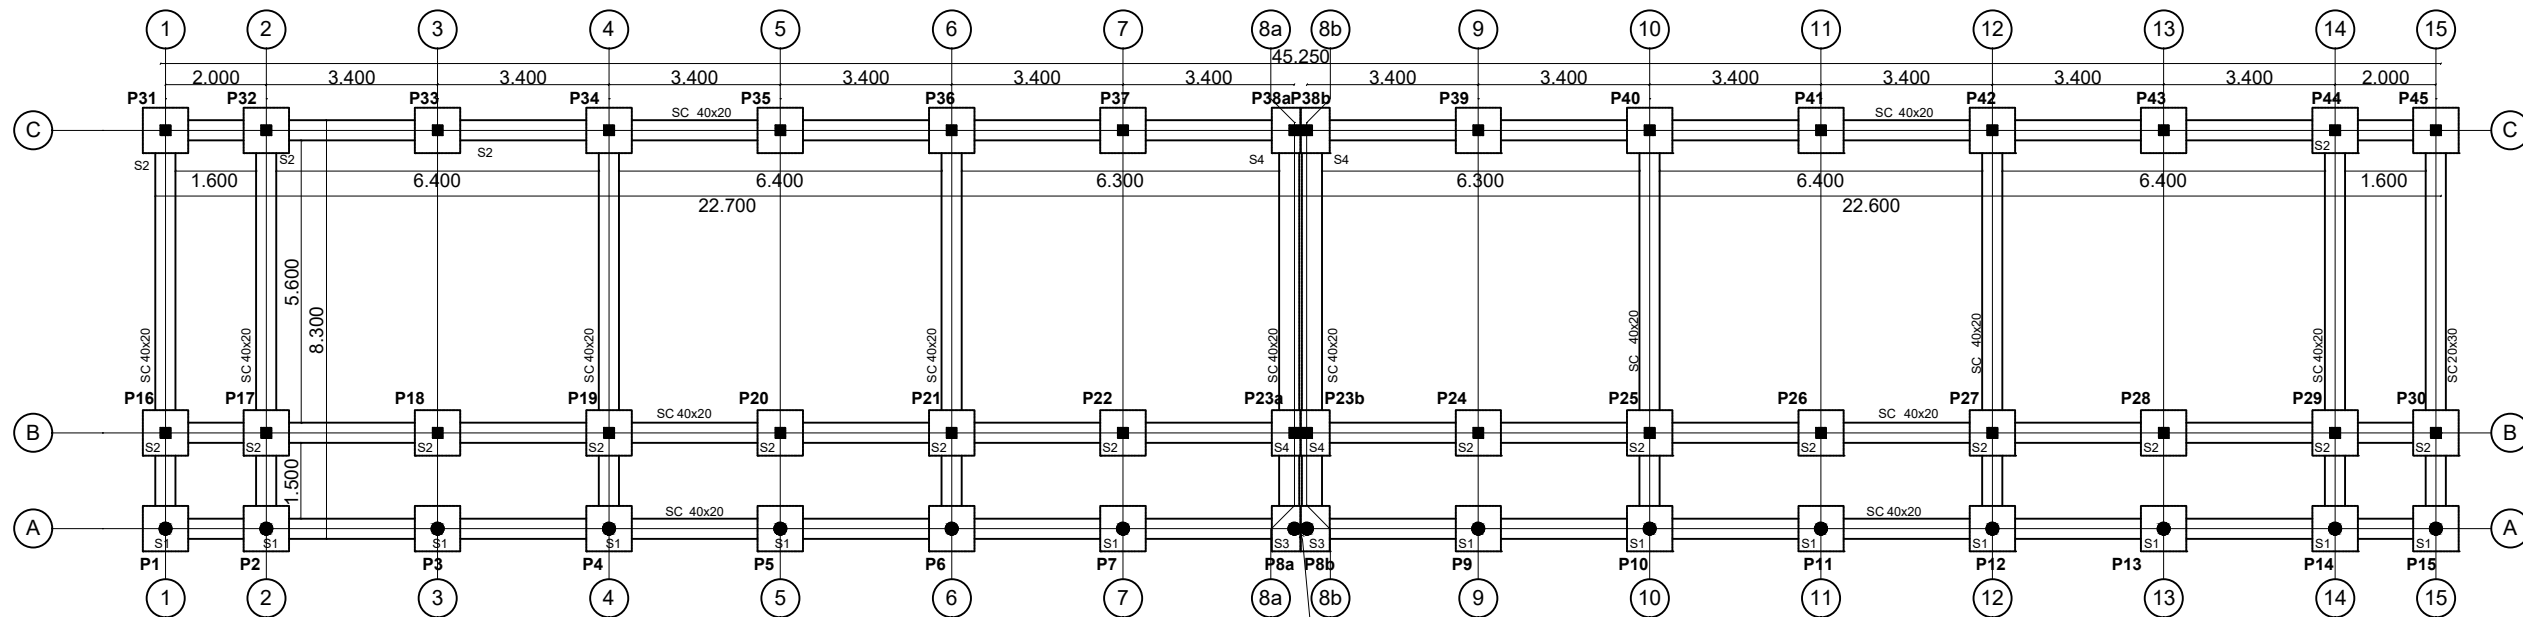 1 2 3 4 5 6 7 8a 8b 9 10 11 12 13 14 15
45.250
2.000 3.400 3.400 3.400 3.400 3.400 3.400 3.400 3.400 3.400 3.400 3.400 3.400 2.000
P31 P32 P33 P34 P35 P36 P37 P38a P38b P39 P40 P41 P42 P43 P44 P45
SC 40x20 SC 40x20
C C
S2 S2 S2 S4 S4 S2
1.600 6.400 6.400 6.300 6.300 6.400 6.400 1.600
22.700 22.600
5.600
8.300
SC 40x20 SC 40x20 SC 40x20 SC 40x20 SC 40x20 SC 40x20 SC 40x20 SC 40x20 SC 40x20 SC 20x30
P16 P17 P18 P19 P20 P21 P22 P23a P23b P24 P25 P26 P27 P28 P29 P30
SC 40x20 SC 40x20
B B
S2 S2 S2 S2 S2 S2 S2 S4 S4 S2 S2 S2 S2 S2 S2 S2
1.500
SC 40x20 SC 40x20
A A
S1 S1 S1 S1 S1 S1 S3 S3 S1 S1 S1 S1 S1 S1 S1
P1 P2 P3 P4 P5 P6 P7 P8a P8b P9 P10 P11 P12 P13 P14 P15
1 2 3 4 5 6 7 8a 8b 9 10 11 12 13 14 15